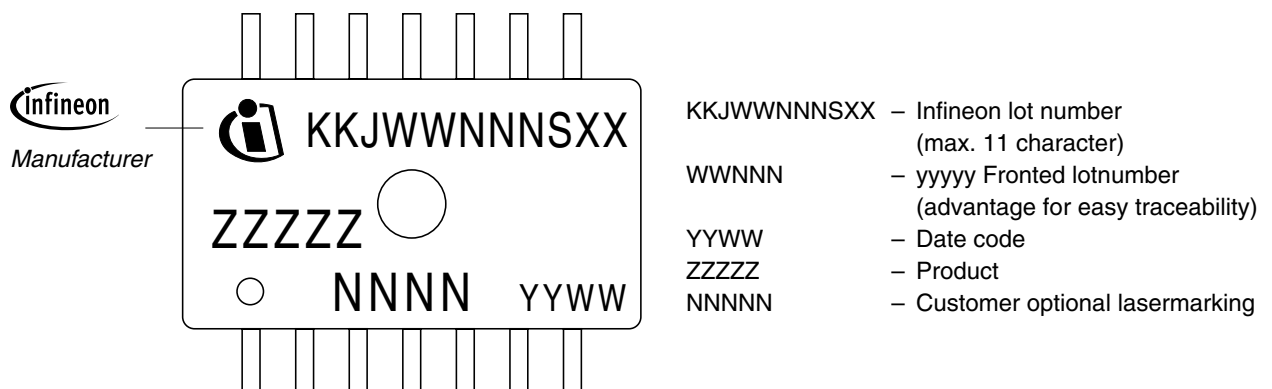 infineon
Manufacturer
KKJWWNNNSXX
ZZZZZ
NNNN YYWW
KKJWWNNNSXX – Infineon lot number
(max. 11 character)
WWNNN – yyyyy Fronted lotnumber
(advantage for easy traceability)
YYWW – Date code
ZZZZZ – Product
NNNNN – Customer optional lasermarking